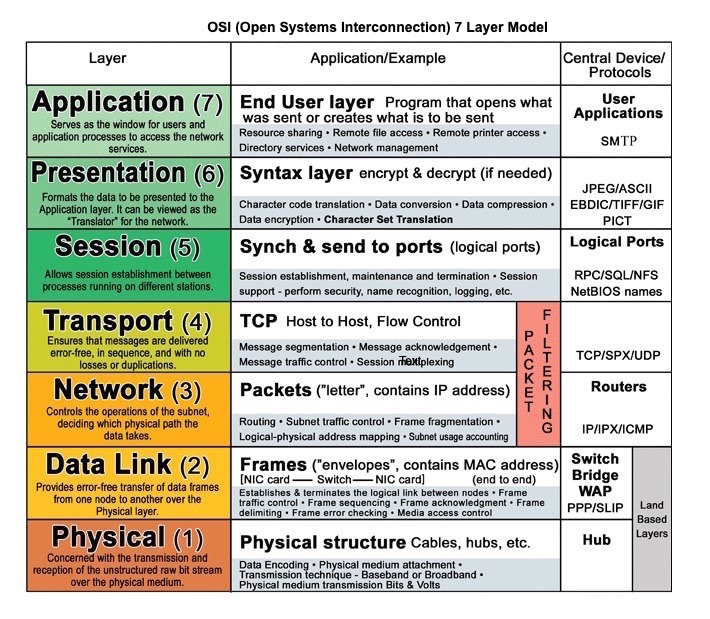 OSI (Open Systems Interconnection) 7 Layer Model
Layer
Application/Example
Central Device/
Protocols
Application (7)
Serves as the window for users and
application processes to access the network
services.
End User layer Program that opens what
was sent or creates what is to be sent
Resource sharing • Remote file access • Remote printer access •
Directory services • Network management
User
Applications
SMTP
Presentation (6)
Formats the data to be presented to the
Application layer. It can be viewed as the
"Translator" for the network.
Syntax layer encrypt & decrypt (if needed)
Character code translation • Data conversion • Data compression •
Data encryption • Character Set Translation
JPEG/ASCII
EBDIC/TIFF/GIF
PICT
Session (5)
Allows session establishment between
processes running on different stations.
Synch & send to ports (logical ports)
Session establishment, maintenance and termination • Session
support - perform security, name recognition, logging, etc.
Logical Ports
RPC/SQL/NFS
NetBIOS names
Transport (4)
Ensures that messages are delivered
error-free, in sequence, and with no
losses or duplications.
TCP Host to Host, Flow Control
Message segmentation • Message acknowledgement •
Message traffic control • Session
Text
PACKET
FILTERING
TCP/SPX/UDP
Network (3)
Controls the operations of the subnet,
deciding which physical path the
data takes.
Packets ("letter", contains IP address)
Routing • Subnet traffic control • Frame fragmentation •
Logical-physical address mapping • Subnet usage accounting
Routers
IP/IPX/ICMP
Data Link (2)
Provides error-free transfer of data frames
from one node to another over the
Physical layer.
Frames ("envelopes", contains MAC address)
[NIC card — Switch — NIC card] (end to end)
Establishes & terminates the logical link between nodes • Frame
traffic control • Frame sequencing • Frame acknowledgment • Frame
delimiting • Frame error checking • Media access control
Switch
Bridge
WAP
PPP/SLIP
Land
Based
Layers
Physical (1)
Concerned with the transmission and
reception of the unstructured raw bit stream
over the physical medium.
Physical structure Cables, hubs, etc.
Data Encoding • Physical medium attachment •
Transmission technique - Baseband or Broadband •
Physical medium transmission Bits & Volts
Hub